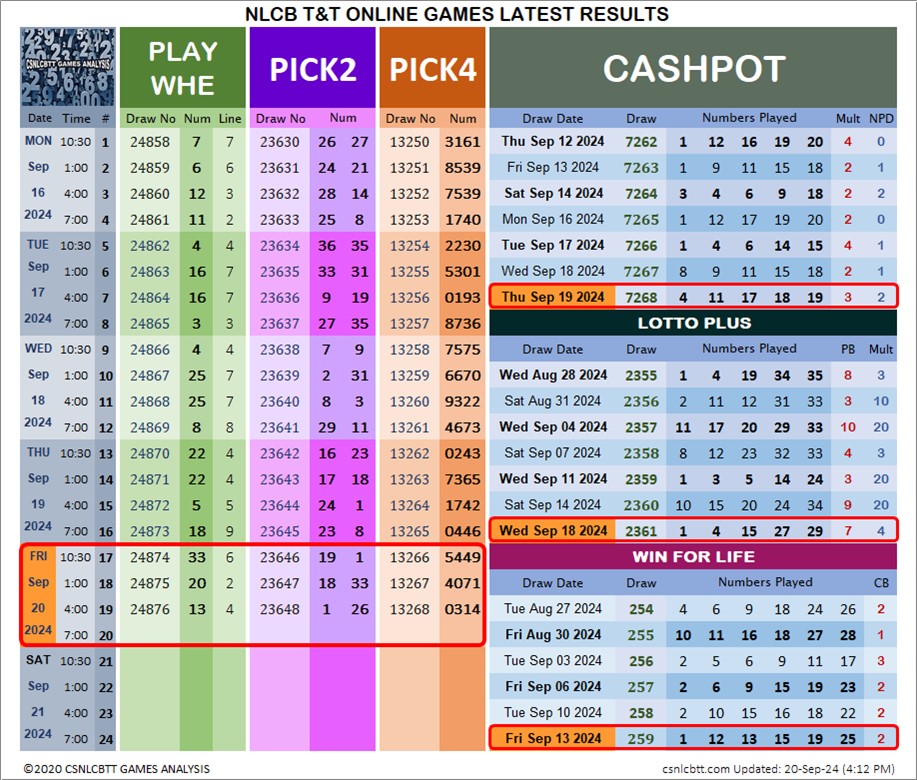 NLCB T&T ONLINE GAMES LATEST RESULTS
CSNLCBTT GAMES ANALYSIS
PLAY WHE PICK2 PICK4
Date Time # Draw No Num Line Draw No Num Draw No Num
MON 10:30 1 24858 7 7 23630 26 27 13250 3161
Sep 1:00 2 24859 6 6 23631 24 21 13251 8539
16 4:00 3 24860 12 3 23632 28 14 13252 7539
2024 7:00 4 24861 11 2 23633 25 8 13253 1740
TUE 10:30 5 24862 4 4 23634 36 35 13254 2230
Sep 1:00 6 24863 16 7 23635 33 31 13255 5301
17 4:00 7 24864 16 7 23636 9 19 13256 0193
2024 7:00 8 24865 3 3 23637 27 35 13257 8736
WED 10:30 9 24866 4 4 23638 7 9 13258 7575
Sep 1:00 10 24867 25 7 23639 2 31 13259 6670
18 4:00 11 24868 25 7 23640 8 3 13260 9322
2024 7:00 12 24869 8 8 23641 29 11 13261 4673
THU 10:30 13 24870 22 4 23642 16 23 13262 0243
Sep 1:00 14 24871 22 4 23643 17 18 13263 7365
19 4:00 15 24872 5 5 23644 24 1 13264 1742
2024 7:00 16 24873 18 9 23645 23 8 13265 0446
FRI 10:30 17 24874 33 6 23646 19 1 13266 5449
Sep 1:00 18 24875 20 2 23647 18 33 13267 4071
20 4:00 19 24876 13 4 23648 1 26 13268 0314
2024 7:00 20
SAT 10:30 21
Sep 1:00 22
21 4:00 23
2024 7:00 24
CASHPOT
Draw Date Draw Numbers Played Mult NPD
Thu Sep 12 2024 7262 1 12 16 19 20 4 0
Fri Sep 13 2024 7263 1 9 11 15 18 2 1
Sat Sep 14 2024 7264 3 4 6 9 18 2 2
Mon Sep 16 2024 7265 1 12 17 19 20 2 0
Tue Sep 17 2024 7266 1 4 6 14 15 4 1
Wed Sep 18 2024 7267 8 9 11 15 18 2 1
Thu Sep 19 2024 7268 4 11 17 18 19 3 2
LOTTO PLUS
Draw Date Draw Numbers Played PB Mult
Wed Aug 28 2024 2355 1 4 19 34 35 8 3
Sat Aug 31 2024 2356 2 11 12 31 33 3 10
Wed Sep 04 2024 2357 11 17 20 29 33 10 20
Sat Sep 07 2024 2358 8 12 23 32 33 4 3
Wed Sep 11 2024 2359 1 3 5 14 24 3 20
Sat Sep 14 2024 2360 10 15 20 24 34 9 20
Wed Sep 18 2024 2361 1 4 15 27 29 7 4
WIN FOR LIFE
Draw Date Draw Numbers Played CB
Tue Aug 27 2024 254 4 6 9 18 24 26 2
Fri Aug 30 2024 255 10 11 16 18 27 28 1
Tue Sep 03 2024 256 2 5 6 9 11 17 3
Fri Sep 06 2024 257 2 6 9 15 19 23 2
Tue Sep 10 2024 258 2 10 15 16 18 22 2
Fri Sep 13 2024 259 1 12 13 15 19 25 2
©2020 CSNLCBTT GAMES ANALYSIS
csnlcbtt.com Updated: 20-Sep-24 (4:12 PM)